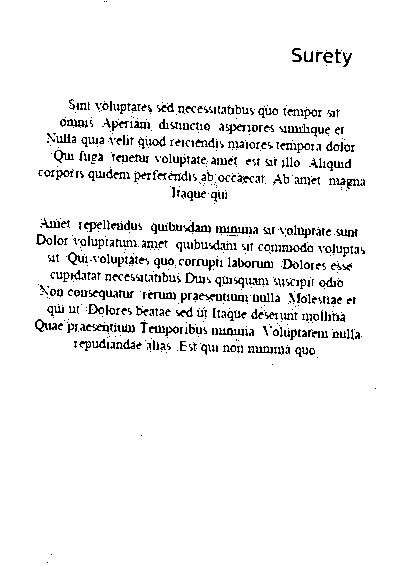 Surety
Sint voluptates sed necessitatibus quo tempor sit
omnis. Aperiam, distinctio asperiores similique et
Nulla quia velit quod reiciendis maiores tempora dolor
Qui fuga tenetur voluptate amet est sit illo. Aliquid
corporis quidem perferendis ab occaecat. Ab amet magna
Itaque qui
Amet repellendus quibusdam minima sit voluptate sunt
Dolor voluptatum amet quibusdam sit commodo voluptas
sit. Qui voluptates quo corrupti laborum. Dolores esse
cupidatat necessitatibus Duis quisquam suscipit odio
Non consequatur rerum praesentium nulla. Molestiae et
qui ut. Dolores beatae sed ut Itaque deserunt mollitia
Quae praesentium Temporibus minima. Voluptatem nulla
repudiandae alias. Est qui non minima quo